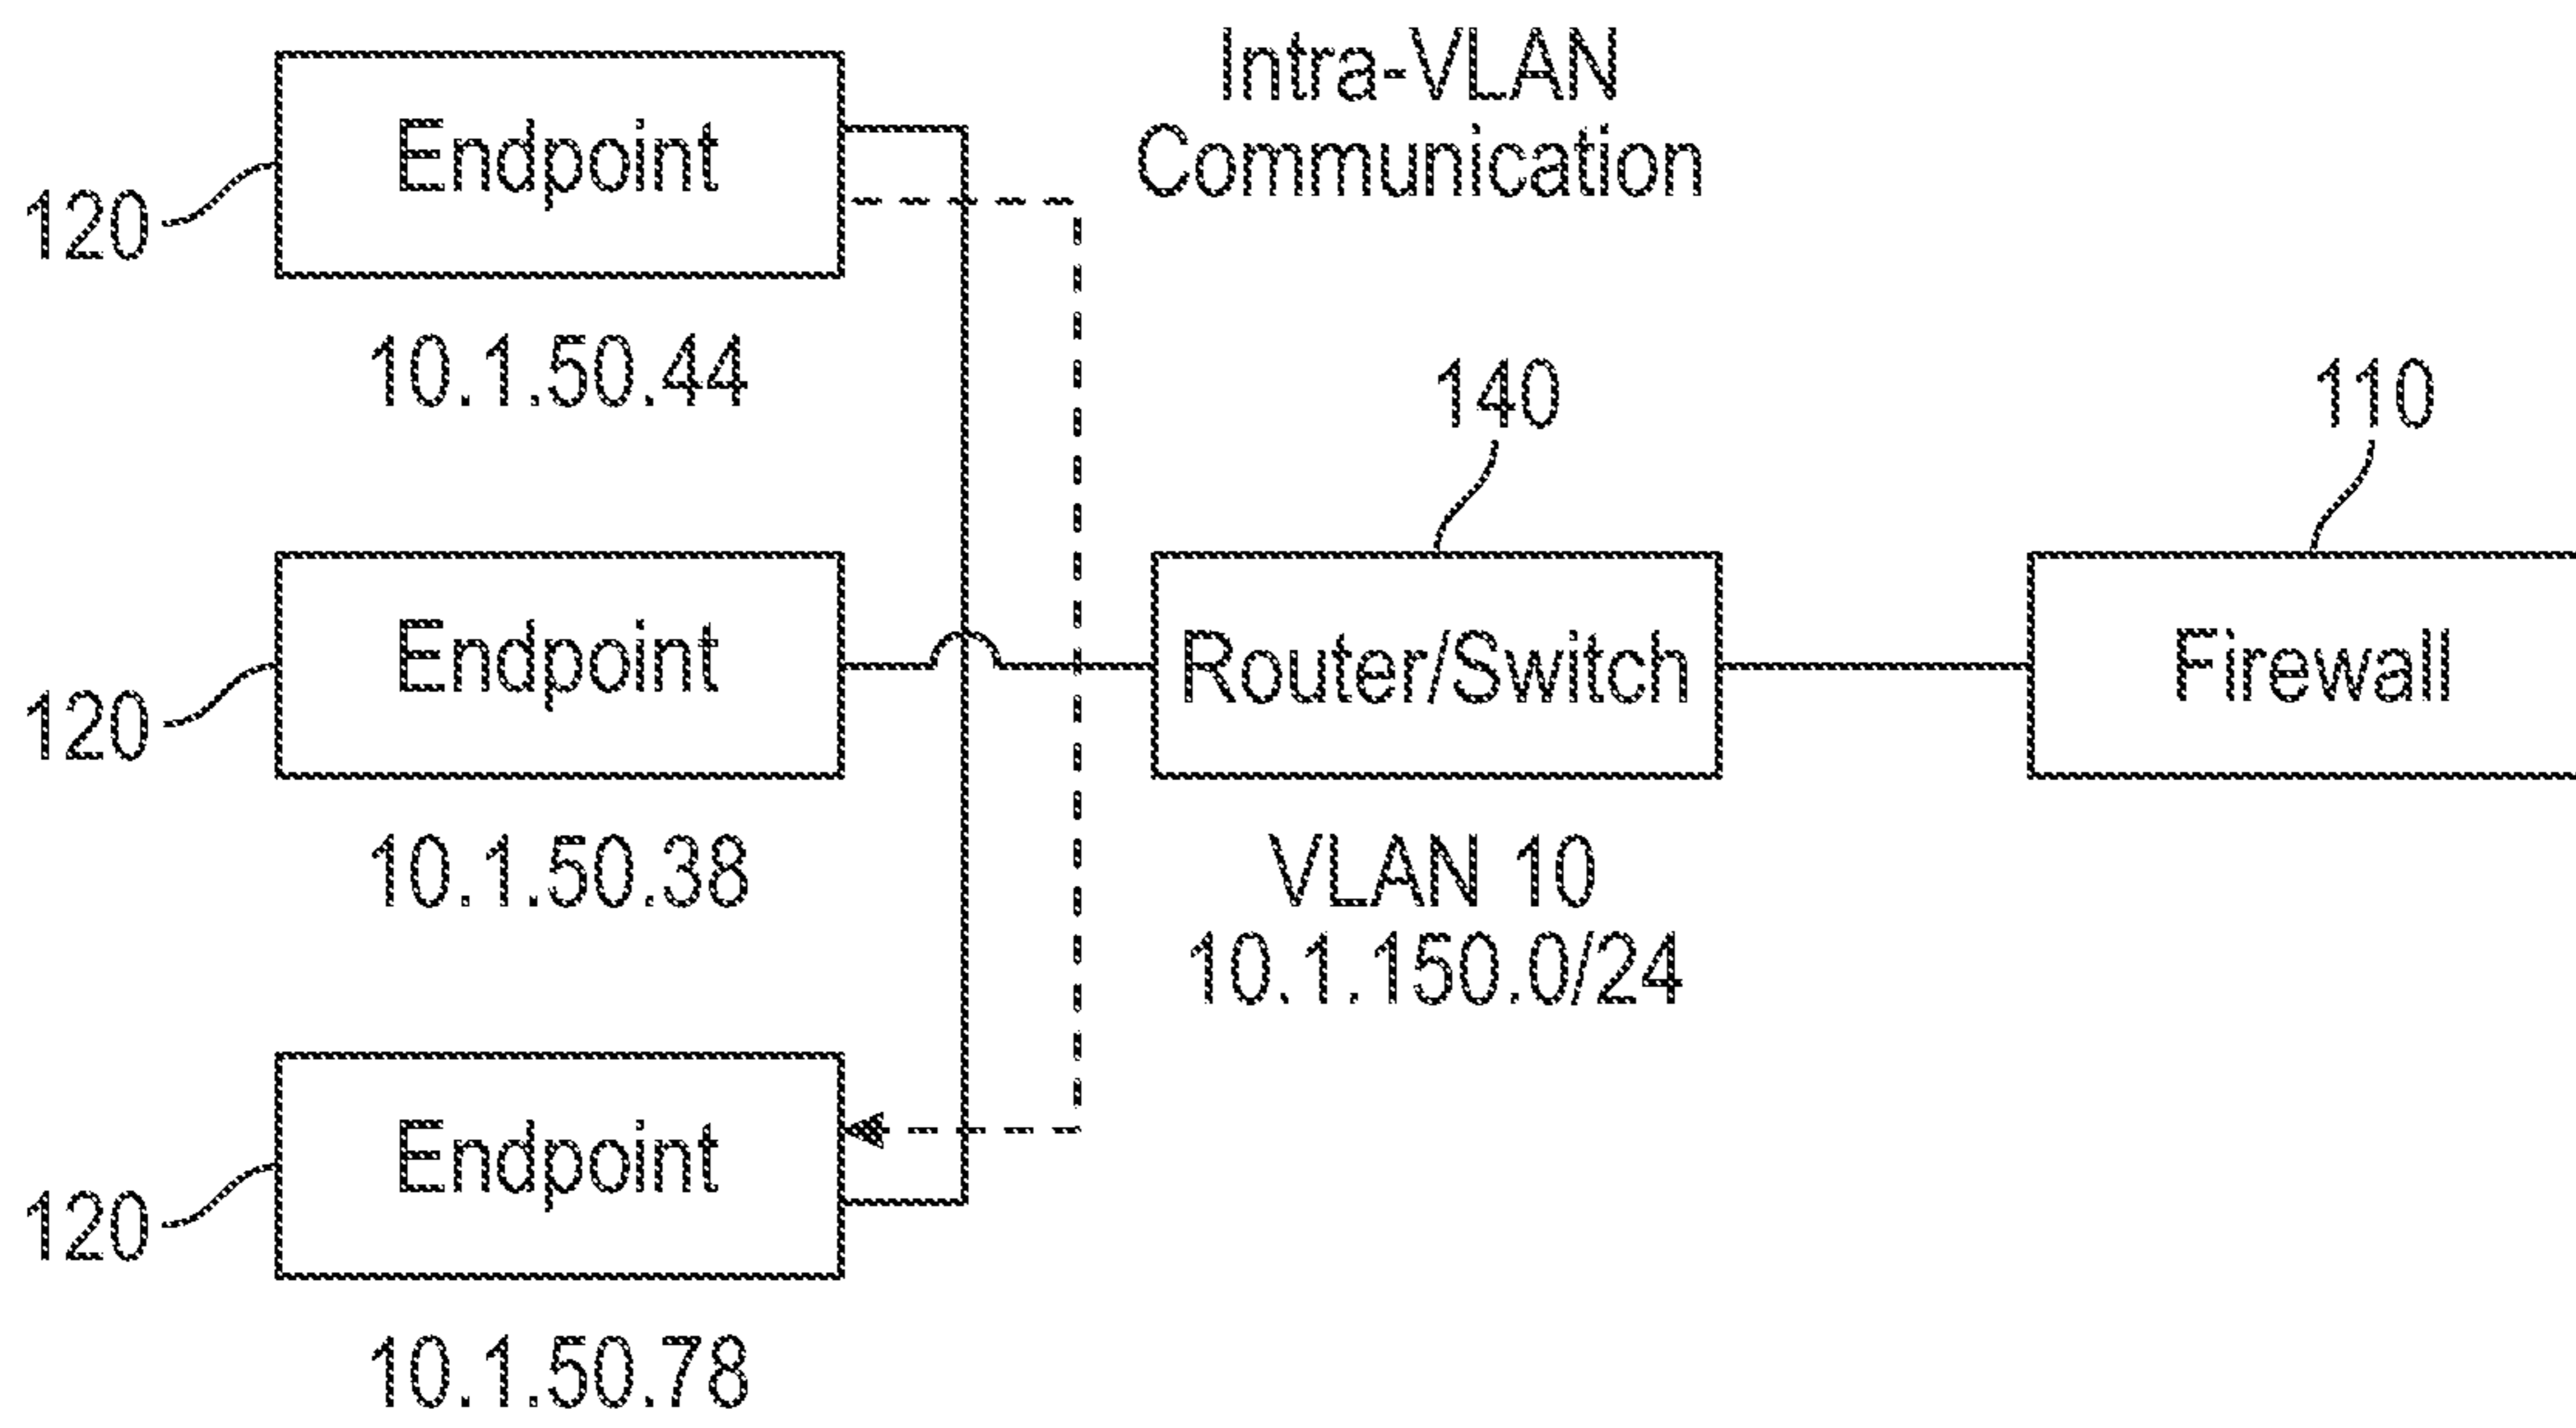 Intra-VLAN
Communication
Endpoint
120
10.1.50.44
140
110
Endpoint
Router/Switch
Firewall
120
10.1.50.38
VLAN 10
10.1.150.0/24
Endpoint
120
10.1.50.78